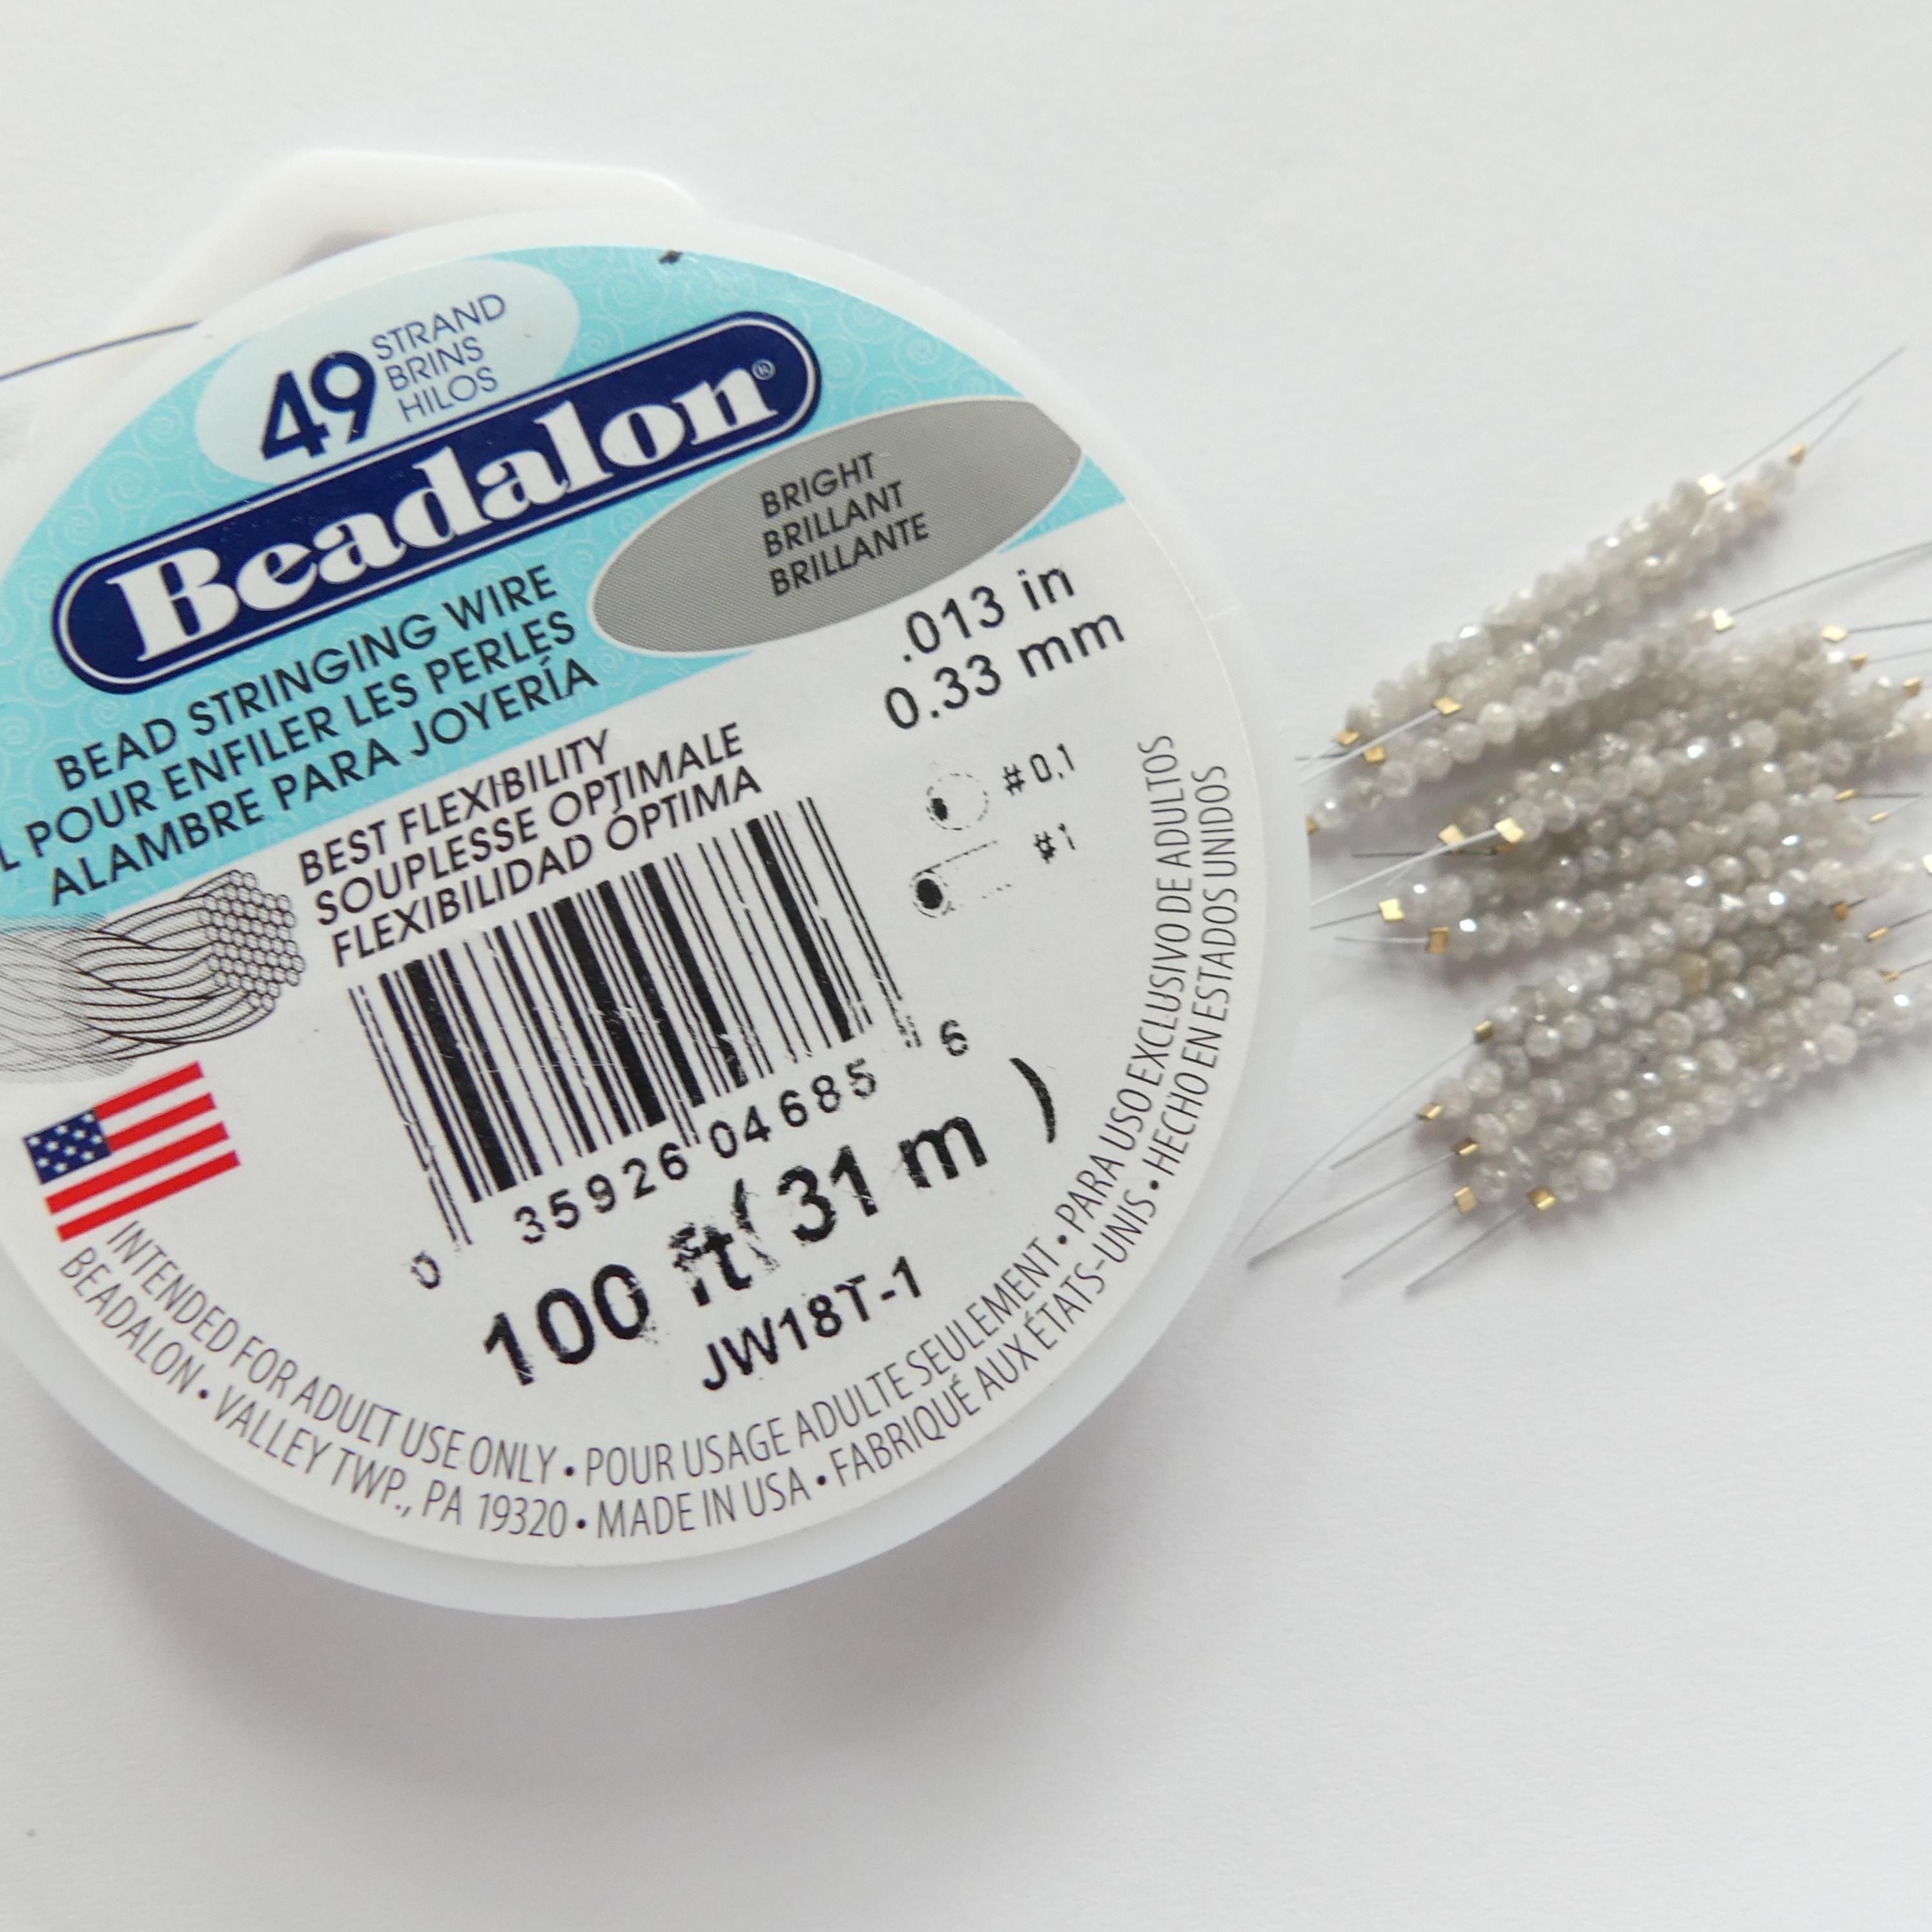 49
STRAND
BRINS
HILOS
Beadalon®
BRIGHT
BRILLANT
BRILLANTE
BEAD STRINGING WIRE
L POUR ENFILER LES PERLES
ALAMBRE PARA JOYERÍA
.013 in
0.33 mm
BEST FLEXIBILITY
SOUPLESSE OPTIMALE
FLEXIBILIDAD ÓPTIMA
#0,1
#1
0 35926 04685 6
100 ft( 31 m )
JW18T-1
INTENDED FOR ADULT USE ONLY • POUR USAGE ADULTE SEULEMENT • PARA USO EXCLUSIVO DE ADULTOS
BEADALON • VALLEY TWP., PA 19320 • MADE IN USA • FABRIQUÉ AUX ÉTATS-UNIS • HECHO EN ESTADOS UNIDOS